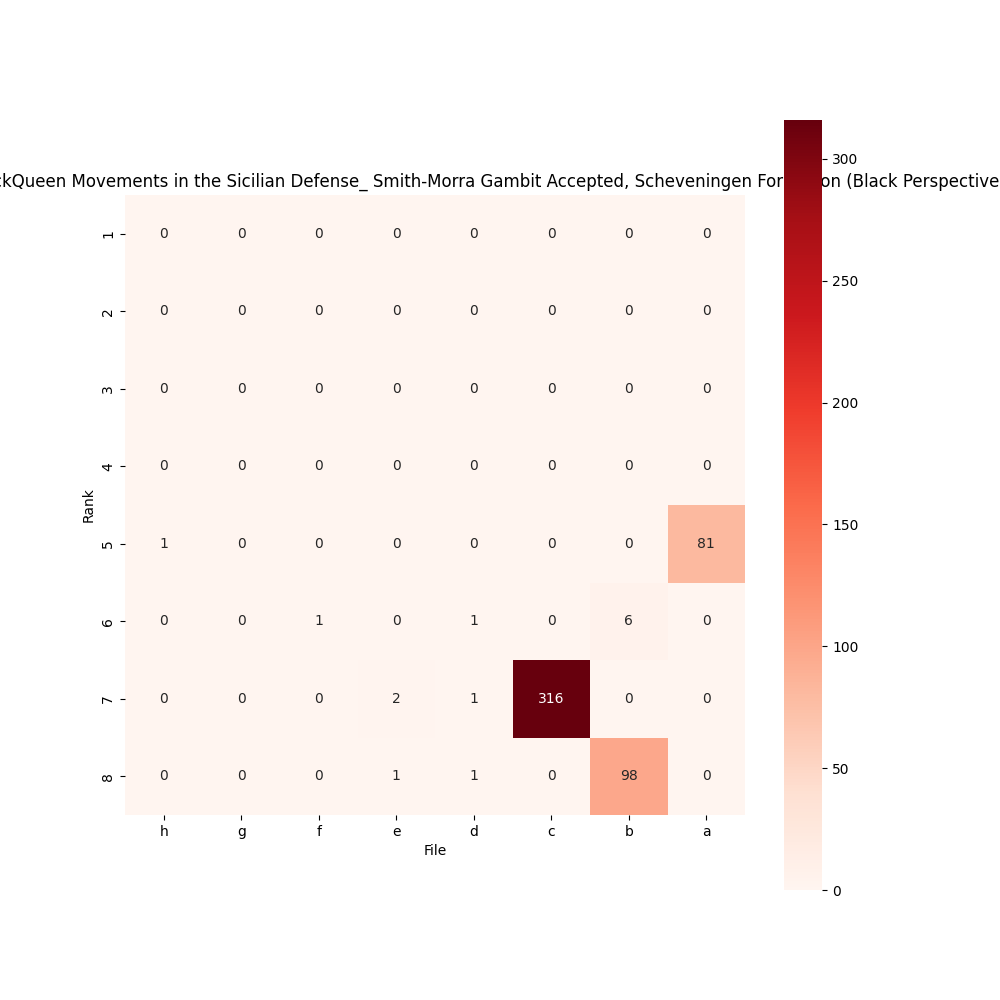 300
ckQueen Movements in the Sicilian Defense_ Smith-Morra Gambit Accepted, Scheveningen For on (Black Perspective
1 0 0 0 0 0 0 0 0
250
2 0 0 0 0 0 0 0 0
3 0 0 0 0 0 0 0 0
200
4 0 0 0 0 0 0 0 0
Rank
150
5 1 0 0 0 0 0 0 81
6 0 0 1 0 1 0 6 0
100
7 0 0 0 2 1 316 0 0
50
8 0 0 0 1 1 0 98 0
h g f e d c b a
File
0